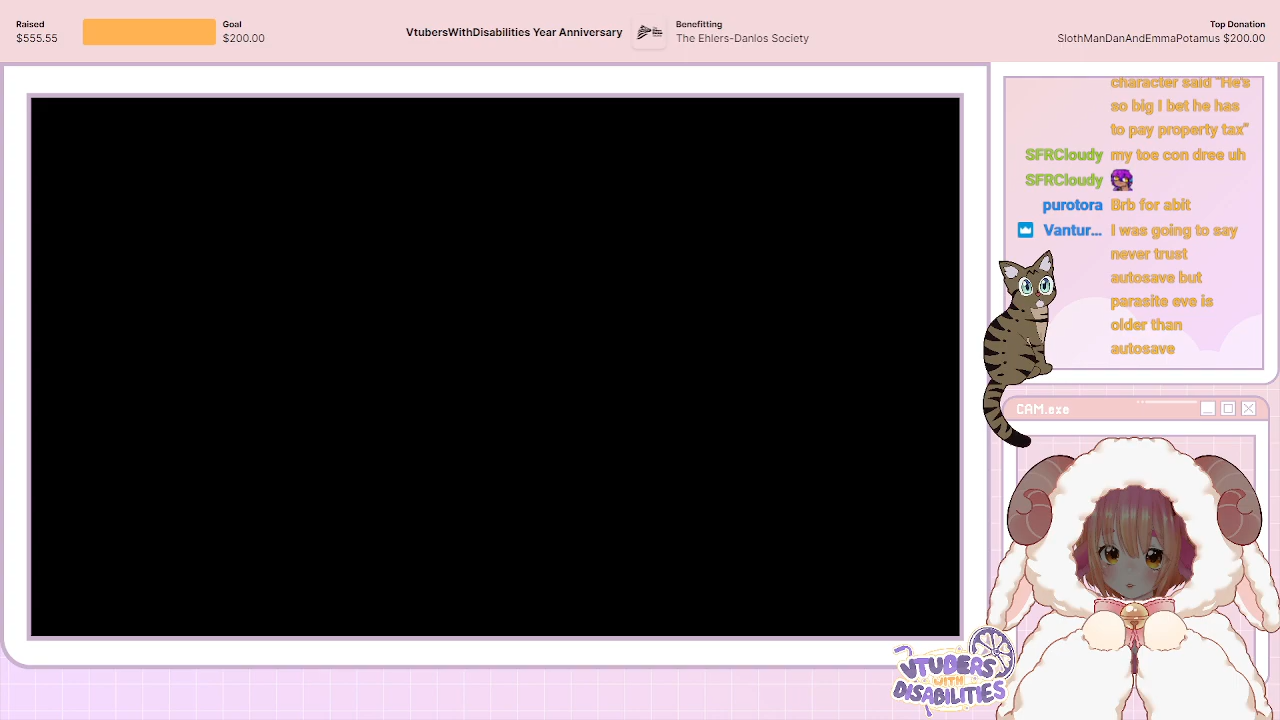 Raised
$555.55
Goal
$200.00
VtubersWithDisabilities Year Anniversary
Benefitting
The Ehlers-Danlos Society
Top Donation
SlothManDanAndEmmaPotamus $200.00
character said "He's
so big I bet he has
to pay property tax"
SFRCloudy my toe con dree uh
SFRCloudy
purotora Brb for abit
Vantur... I was going to say
never trust
autosave but
parasite eve is
older than
autosave
CAM.exe
VTUBERS
WITH
DISABILITIES